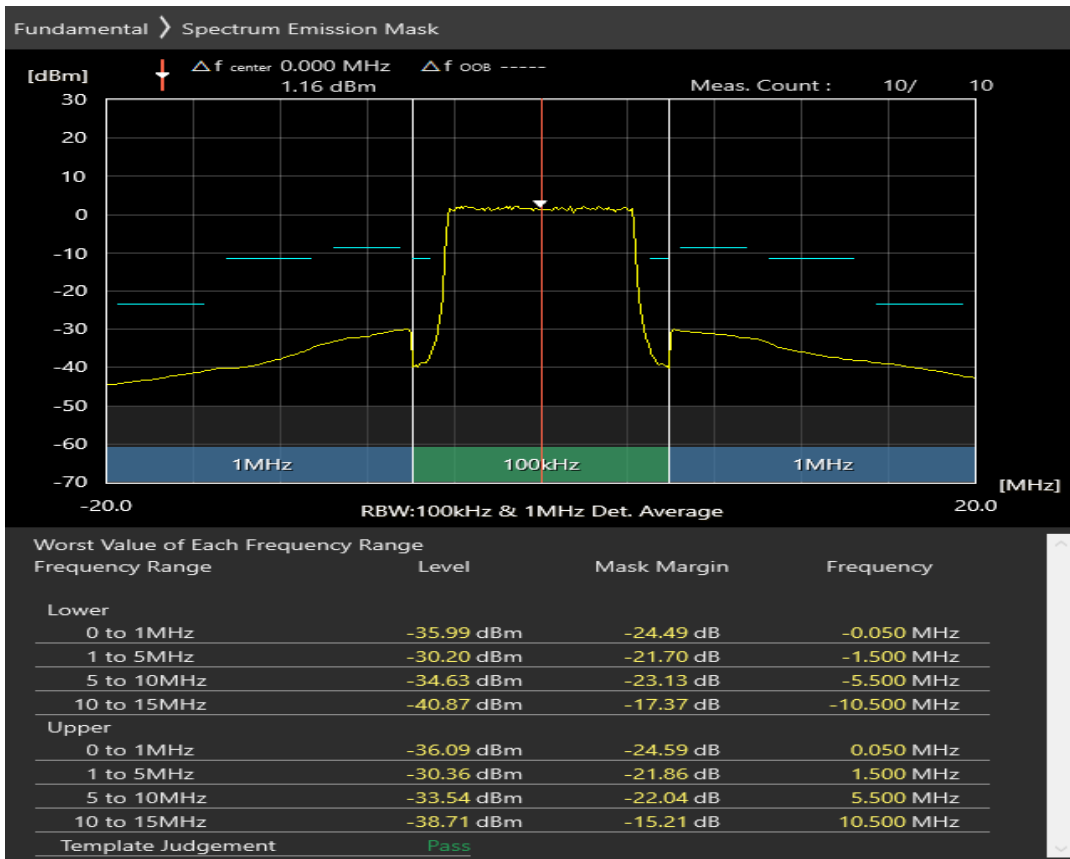 Fundamental ❯ Spectrum Emission Mask
[dBm] Δf center 0.000 MHz Δf OOB -----
1.16 dBm Meas. Count : 10/ 10
30
20
10
0
-10
-20
-30
-40
-50
-60
1MHz 100kHz 1MHz
-70 [MHz]
-20.0 RBW:100kHz & 1MHz Det. Average 20.0
Worst Value of Each Frequency Range
Frequency Range Level Mask Margin Frequency
Lower
0 to 1MHz -35.99 dBm -24.49 dB -0.050 MHz
1 to 5MHz -30.20 dBm -21.70 dB -1.500 MHz
5 to 10MHz -34.63 dBm -23.13 dB -5.500 MHz
10 to 15MHz -40.87 dBm -17.37 dB -10.500 MHz
Upper
0 to 1MHz -36.09 dBm -24.59 dB 0.050 MHz
1 to 5MHz -30.36 dBm -21.86 dB 1.500 MHz
5 to 10MHz -33.54 dBm -22.04 dB 5.500 MHz
10 to 15MHz -38.71 dBm -15.21 dB 10.500 MHz
Template Judgement Pass